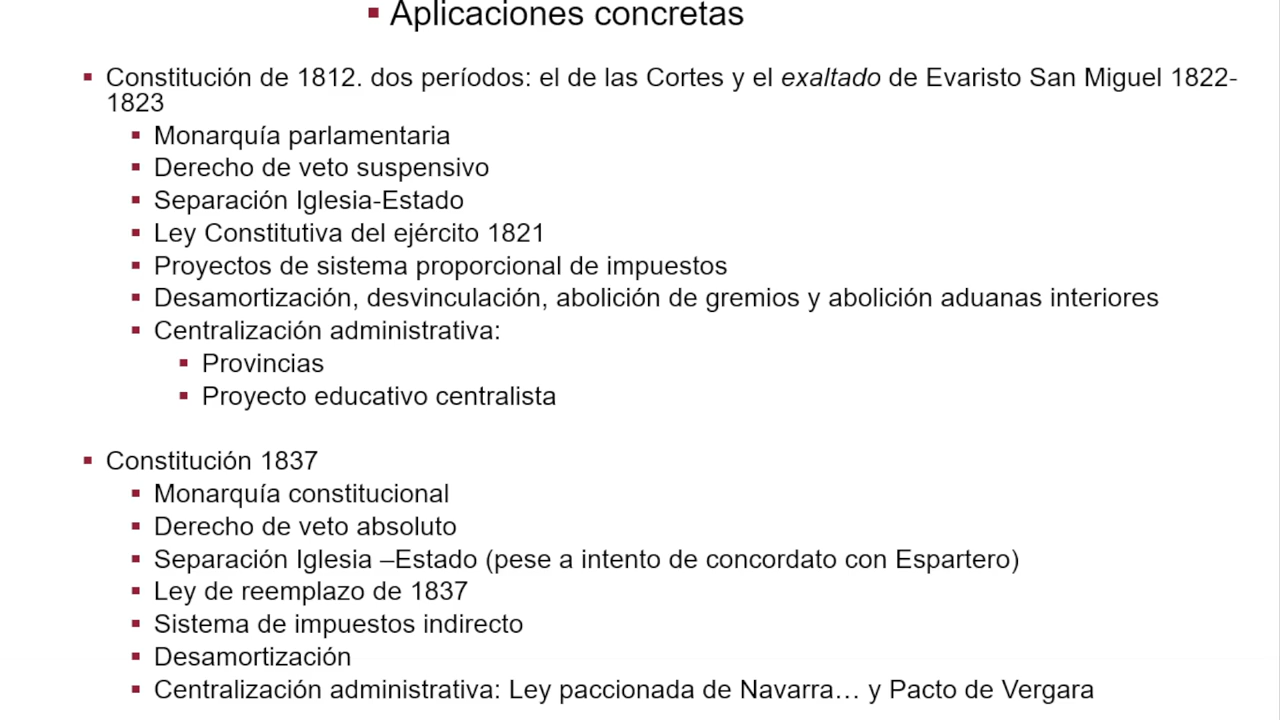 ▪ Aplicaciones concretas
▪ Constitución de 1812. dos períodos: el de las Cortes y el exaltado de Evaristo San Miguel 1822-
1823
▪ Monarquía parlamentaria
▪ Derecho de veto suspensivo
▪ Separación Iglesia-Estado
▪ Ley Constitutiva del ejército 1821
▪ Proyectos de sistema proporcional de impuestos
▪ Desamortización, desvinculación, abolición de gremios y abolición aduanas interiores
▪ Centralización administrativa:
▪ Provincias
▪ Proyecto educativo centralista
▪ Constitución 1837
▪ Monarquía constitucional
▪ Derecho de veto absoluto
▪ Separación Iglesia –Estado (pese a intento de concordato con Espartero)
▪ Ley de reemplazo de 1837
▪ Sistema de impuestos indirecto
▪ Desamortización
▪ Centralización administrativa: Ley paccionada de Navarra… y Pacto de Vergara